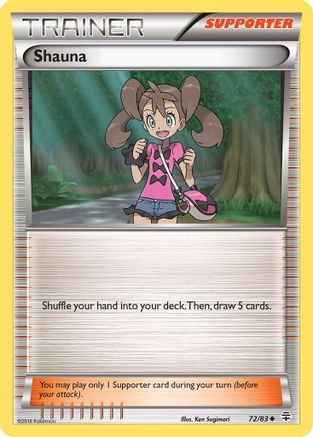 TRAINER SUPPORTER
Shauna
Shuffle your hand into your deck.Then, draw 5 cards.
You may play only 1 Supporter card during your turn (before
your attack).
©2016 Pokémon Illus. Ken Sugimori 72/83